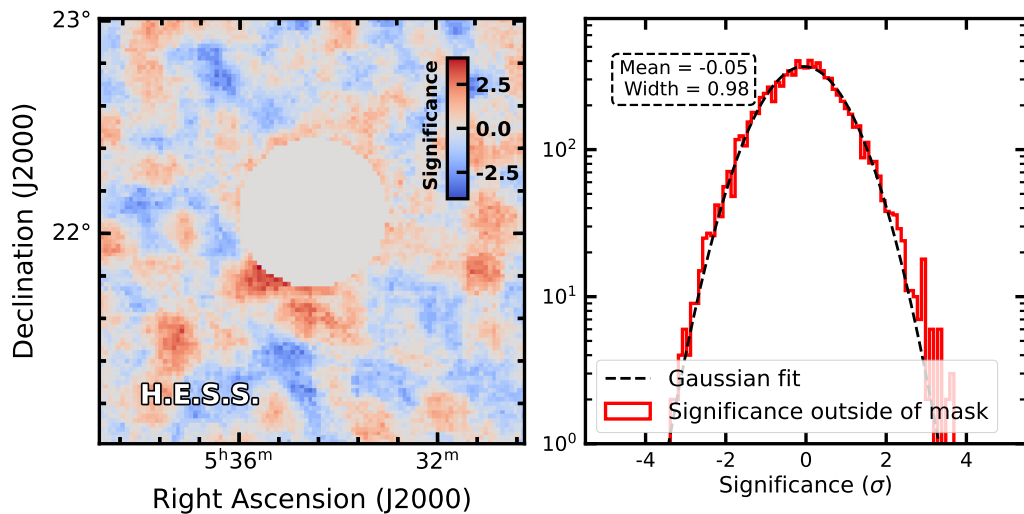 23°
22°
Declination (J2000)
5ʰ36ᵐ
32ᵐ
Right Ascension (J2000)
Significance
2.5
0.0
-2.5
H.E.S.S.
Mean = -0.05
Width = 0.98
10²
10¹
10⁰
Gaussian fit
Significance outside of mask
-4
-2
0
2
4
Significance (σ)